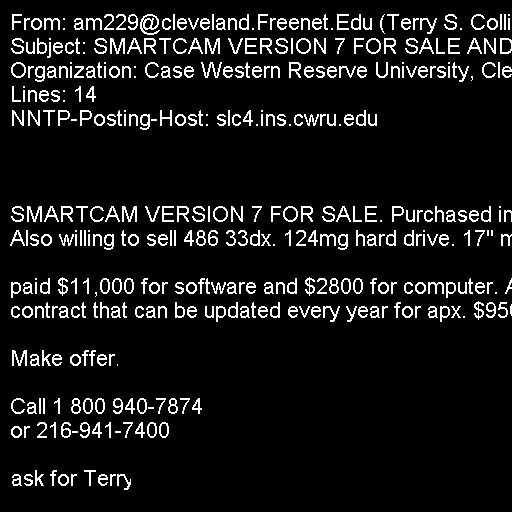 From: am229@cleveland.Freenet.Edu (Terry S. Colli
Subject: SMARTCAM VERSION 7 FOR SALE AND
Organization: Case Western Reserve University, Cle
Lines: 14
NNTP-Posting-Host: slc4.ins.cwru.edu
SMARTCAM VERSION 7 FOR SALE. Purchased in
Also willing to sell 486 33dx. 124mg hard drive. 17" m
paid $11,000 for software and $2800 for computer. A
contract that can be updated every year for apx. $950
Make offer.
Call 1 800 940-7874
or 216-941-7400
ask for Terry